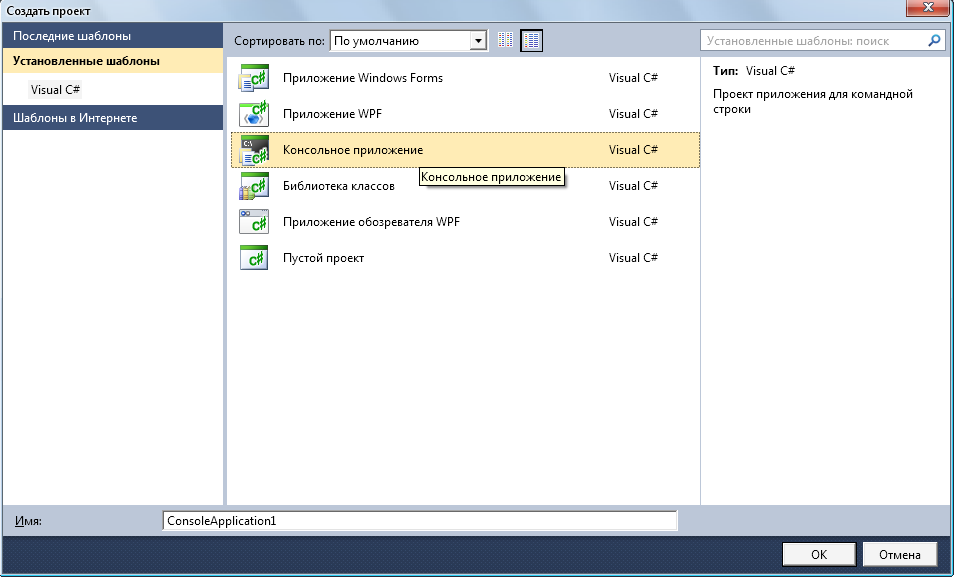 Создать проект
Последние шаблоны
Установленные шаблоны
Visual C#
Шаблоны в Интернете
Сортировать по: По умолчанию
Приложение Windows Forms Visual C#
Приложение WPF Visual C#
Консольное приложение Visual C#
Консольное приложение
Библиотека классов Visual C#
Приложение обозревателя WPF Visual C#
Пустой проект Visual C#
Установленные шаблоны: поиск
Тип: Visual C#
Проект приложения для командной
строки
Имя: ConsoleApplication1
ОК Отмена